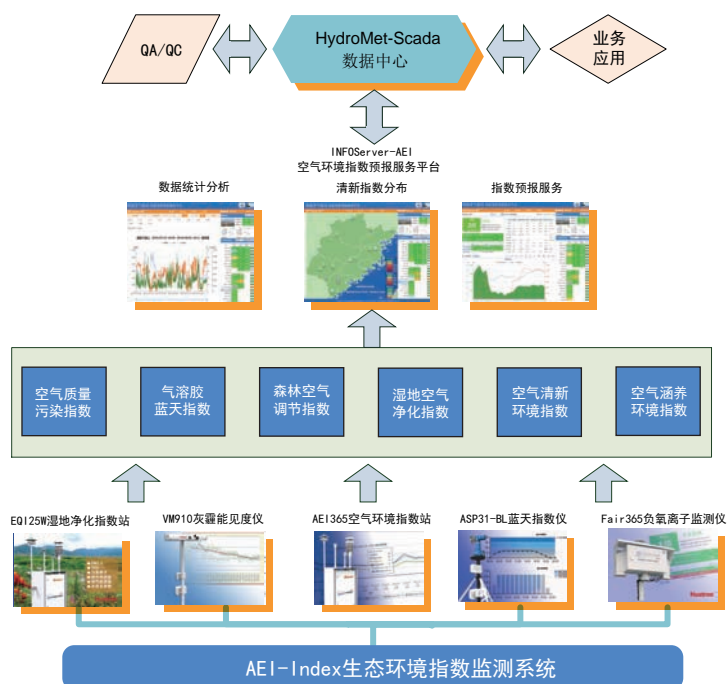 QA/QC
HydroMet-Scada
数据中心
业务
应用
INFOServer-AEI
空气环境指数预报服务平台
数据统计分析
清新指数分布
指数预报服务
空气质量
污染指数
气溶胶
蓝天指数
森林空气
调节指数
湿地空气
净化指数
空气清新
环境指数
空气涵养
环境指数
EQI25W湿地净化指数站
VM910灰霾能见度仪
AEI365空气环境指数站
ASP31-BL蓝天指数仪
Fair365负氧离子监测仪
AEI-Index生态环境指数监测系统